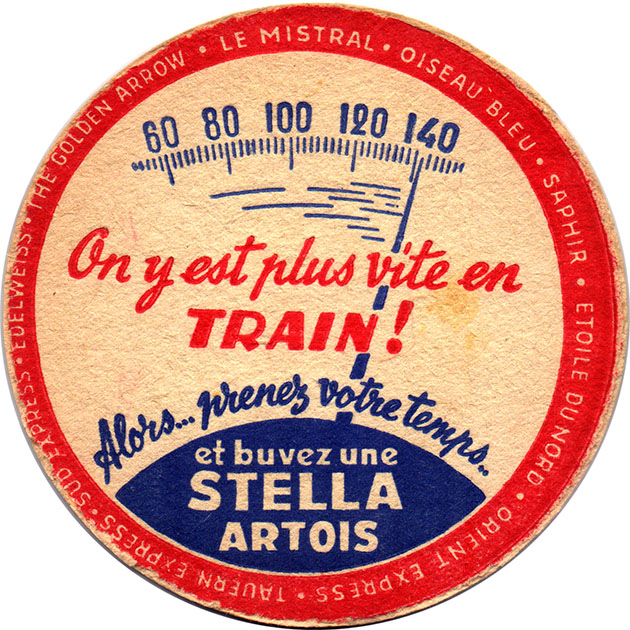 THE GOLDEN ARROW • LE MISTRAL • OISEAU BLEU • SAPHIR • ETOILE DU NORD • ORIENT EXPRESS • TAUERN EXPRESS • SUD EXPRESS • EDELWEISS •
60 80 100 120 140
On y est plus vite en
TRAIN!
Alors... prenez votre temps..
et buvez une
STELLA
ARTOIS